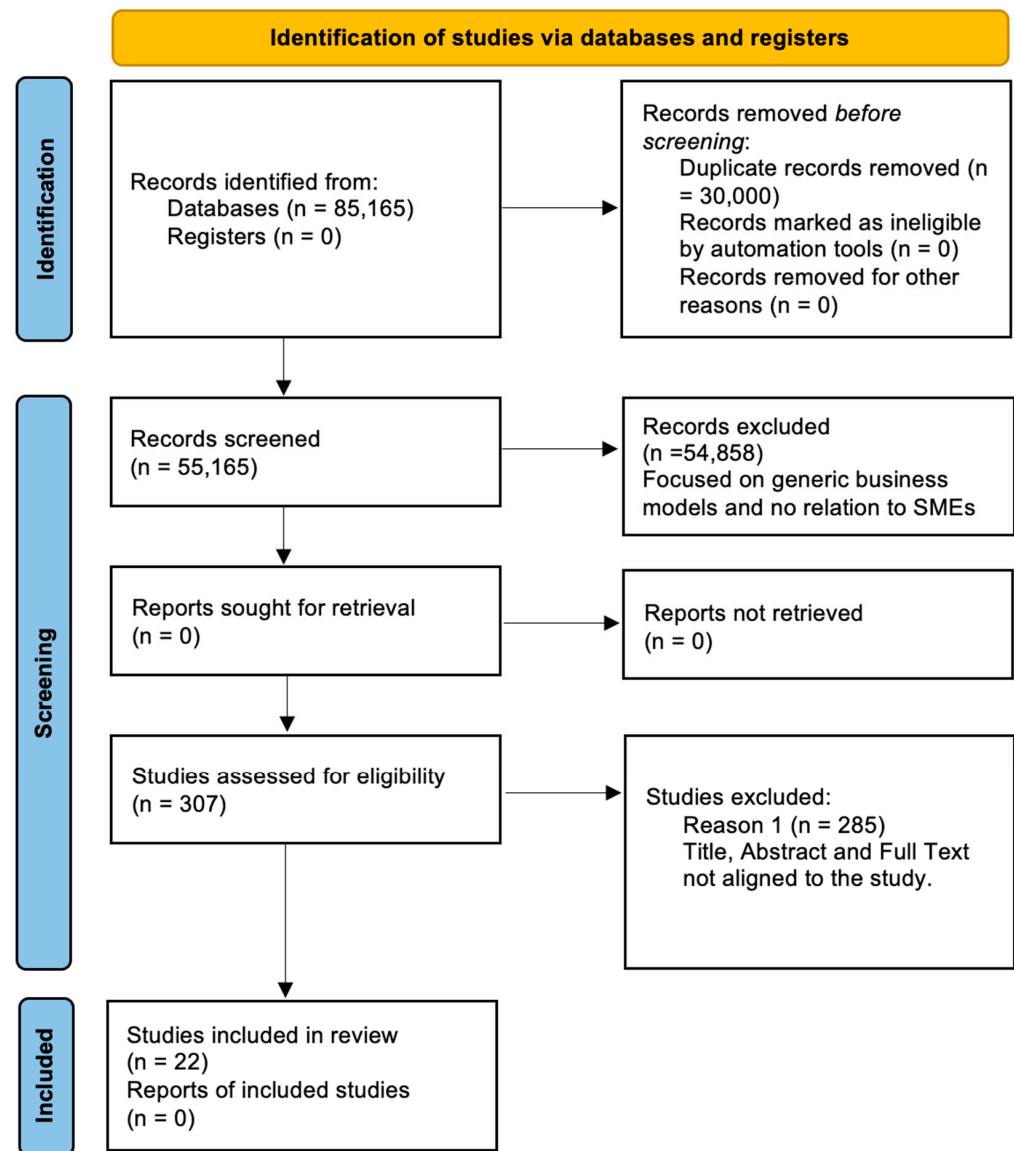 Identification of studies via databases and registers
Identification
Records identified from:
Databases (n = 85,165)
Registers (n = 0)
Records removed before
screening:
Duplicate records removed (n
= 30,000)
Records marked as ineligible
by automation tools (n = 0)
Records removed for other
reasons (n = 0)
Screening
Records screened
(n = 55,165)
Records excluded
(n =54,858)
Focused on generic business
models and no relation to SMEs
Reports sought for retrieval
(n = 0)
Reports not retrieved
(n = 0)
Studies assessed for eligibility
(n = 307)
Studies excluded:
Reason 1 (n = 285)
Title, Abstract and Full Text
not aligned to the study.
Included
Studies included in review
(n = 22)
Reports of included studies
(n = 0)